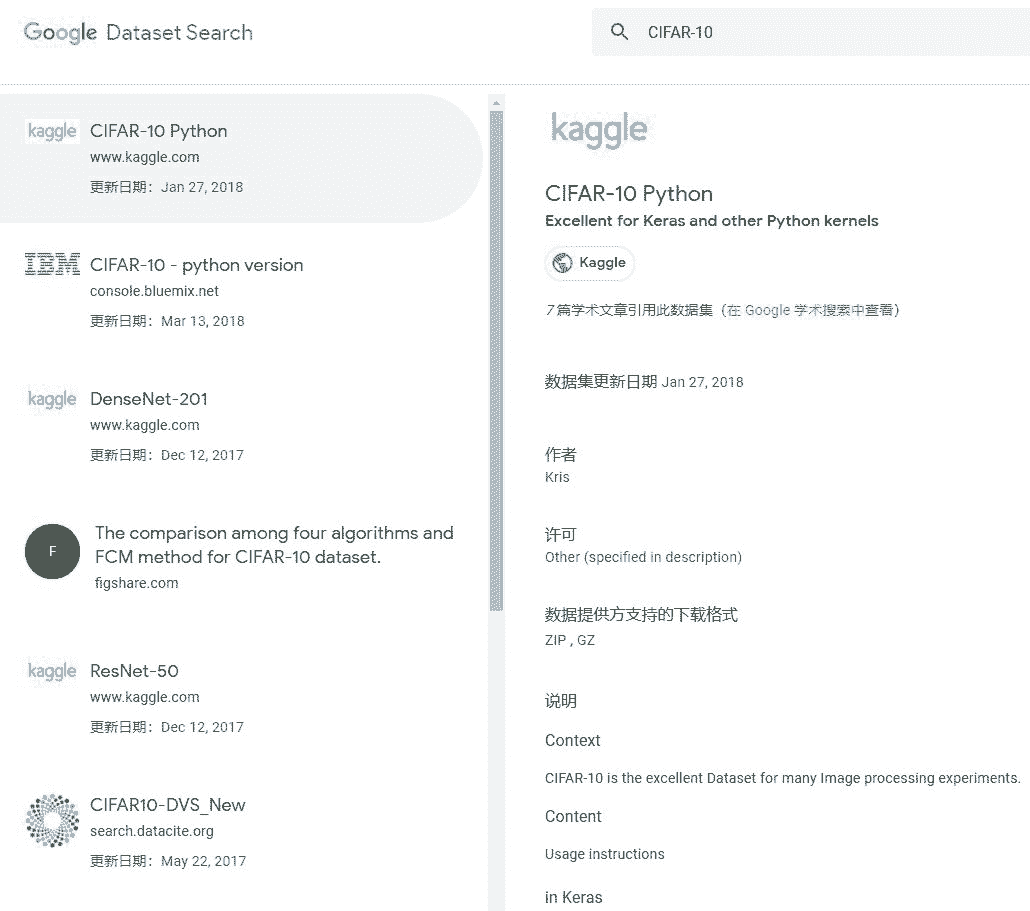 Google Dataset Search
CIFAR-10
kaggle
CIFAR-10 Python
www.kaggle.com
更新日期：Jan 27, 2018
IBM
CIFAR-10 - python version
console.bluemix.net
更新日期：Mar 13, 2018
kaggle
DenseNet-201
www.kaggle.com
更新日期：Dec 12, 2017
F
The comparison among four algorithms and
FCM method for CIFAR-10 dataset.
figshare.com
kaggle
ResNet-50
www.kaggle.com
更新日期：Dec 12, 2017
CIFAR10-DVS_New
search.datacite.org
更新日期：May 22, 2017
kaggle
CIFAR-10 Python
Excellent for Keras and other Python kernels
Kaggle
7 篇学术文章引用此数据集（在 Google 学术搜索中查看）
数据集更新日期 Jan 27, 2018
作者
Kris
许可
Other (specified in description)
数据提供方支持的下载格式
ZIP , GZ
说明
Context
CIFAR-10 is the excellent Dataset for many Image processing experiments.
Content
Usage instructions
in Keras